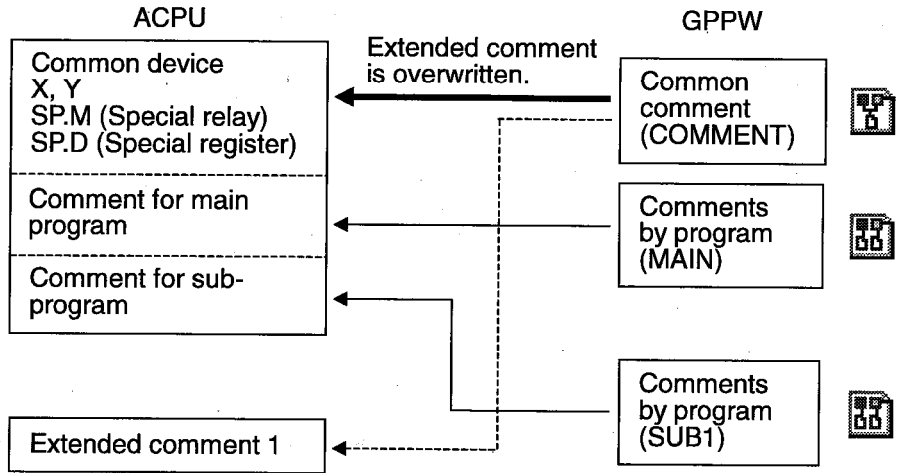 ACPU
GPPW
Common device
X, Y
SP.M (Special relay)
SP.D (Special register)
Comment for main
program
Comment for sub-
program
Extended comment 1
Extended comment
is overwritten.
Common
comment
(COMMENT)
Comments
by program
(MAIN)
Comments
by program
(SUB1)